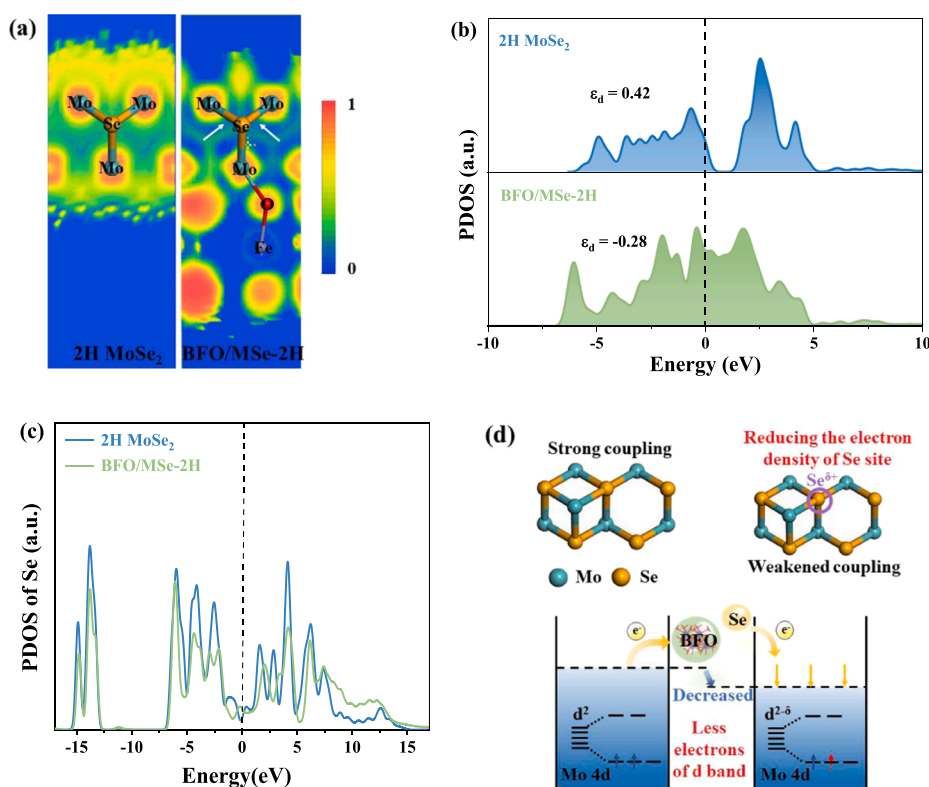 (a)
Mo
Mo
Se
Mo
2H MoSe₂
Mo
Mo
Se
Mo
O
Fe
BFO/MSe-2H
1
0
(b)
2H MoSe₂
εd = 0.42
BFO/MSe-2H
εd = -0.28
PDOS (a.u.)
-10
-5
0
5
10
Energy (eV)
(c)
2H MoSe₂
BFO/MSe-2H
PDOS of Se (a.u.)
-15
-10
-5
0
5
10
15
Energy(eV)
(d)
Strong coupling
Reducing the electron
density of Se site
Seᵟ⁺
Mo
Se
Weakened coupling
e⁻
BFO
Se
e⁻
Decreased
d²
Mo 4d
Less
electrons
of d band
d²⁻ᵟ
Mo 4d